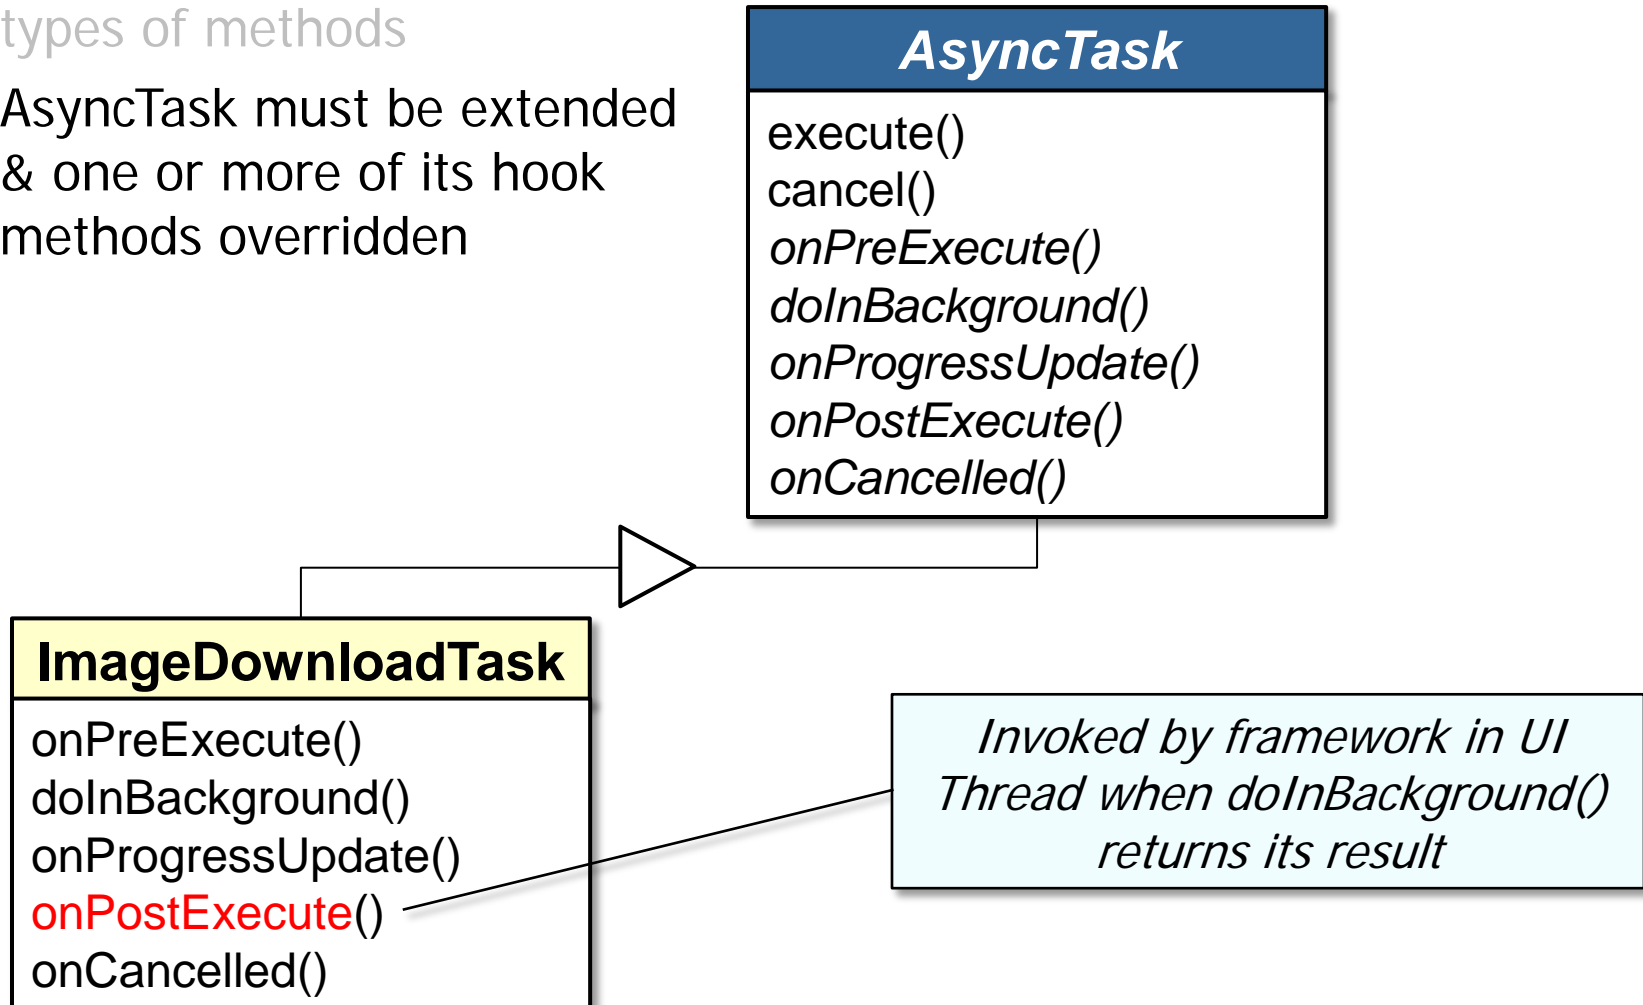 types of methods
AsyncTask must be extended
& one or more of its hook
methods overridden
AsyncTask
execute()
cancel()
onPreExecute()
doInBackground()
onProgressUpdate()
onPostExecute()
onCancelled()
ImageDownloadTask
onPreExecute()
doInBackground()
onProgressUpdate()
onPostExecute()
onCancelled()
Invoked by framework in UI
Thread when doInBackground()
returns its result